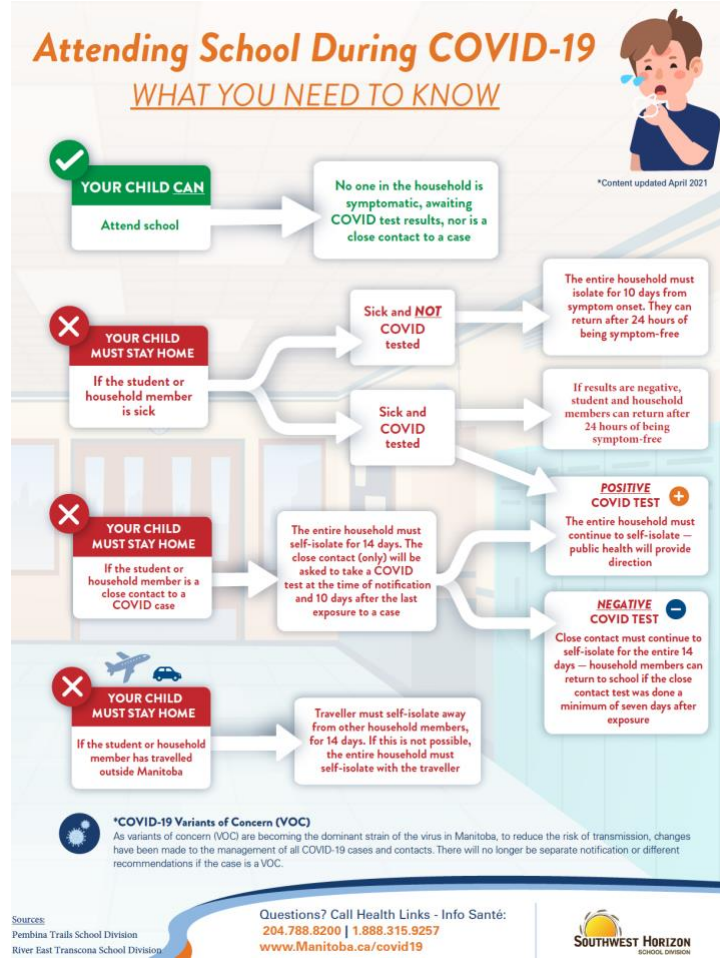 Attending School During COVID-19
WHAT YOU NEED TO KNOW
*Content updated April 2021
YOUR CHILD CAN
Attend school
No one in the household is
symptomatic, awaiting
COVID test results, nor is a
close contact to a case
YOUR CHILD
MUST STAY HOME
If the student or
household member
is sick
Sick and NOT
COVID
tested
The entire household must
isolate for 10 days from
symptom onset. They can
return after 24 hours of
being symptom-free
Sick and
COVID
tested
If results are negative,
student and household
members can return after
24 hours of being
symptom-free
YOUR CHILD
MUST STAY HOME
If the student or
household member is a
close contact to a
COVID case
The entire household must
self-isolate for 14 days. The
close contact (only) will be
asked to take a COVID
test at the time of notification
and 10 days after the last
exposure to a case
POSITIVE
COVID TEST
The entire household must
continue to self-isolate —
public health will provide
direction
NEGATIVE
COVID TEST
Close contact must continue to
self-isolate for the entire 14
days — household members can
return to school if the close
contact test was done a
minimum of seven days after
exposure
YOUR CHILD
MUST STAY HOME
If the student or household
member has travelled
outside Manitoba
Traveller must self-isolate away
from other household members,
for 14 days. If this is not possible,
the entire household must
self-isolate with the traveller
*COVID-19 Variants of Concern (VOC)
As variants of concern (VOC) are becoming the dominant strain of the virus in Manitoba, to reduce the risk of transmission, changes
have been made to the management of all COVID-19 cases and contacts. There will no longer be separate notification or different
recommendations if the case is a VOC.
Sources:
Pembina Trails School Division
River East Transcona School Division
Questions? Call Health Links - Info Santé:
204.788.8200 | 1.888.315.9257
www.Manitoba.ca/covid19
SOUTHWEST HORIZON
SCHOOL DIVISION